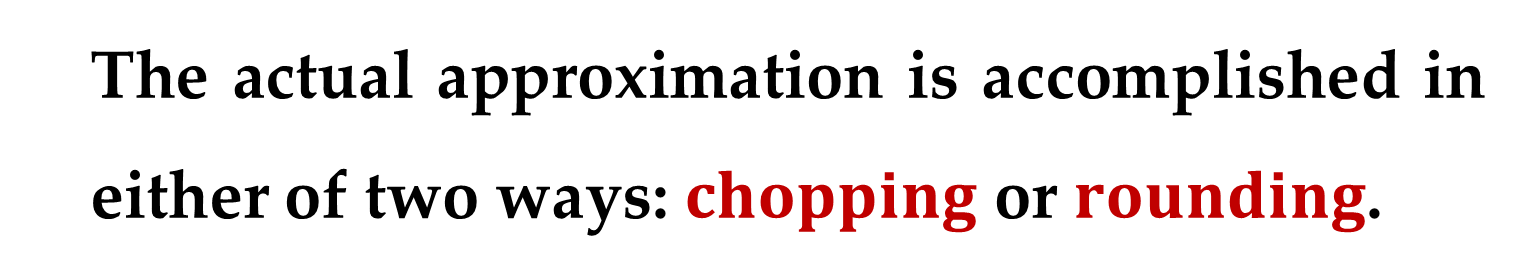 The actual approximation is accomplished in
either of two ways: chopping or rounding.